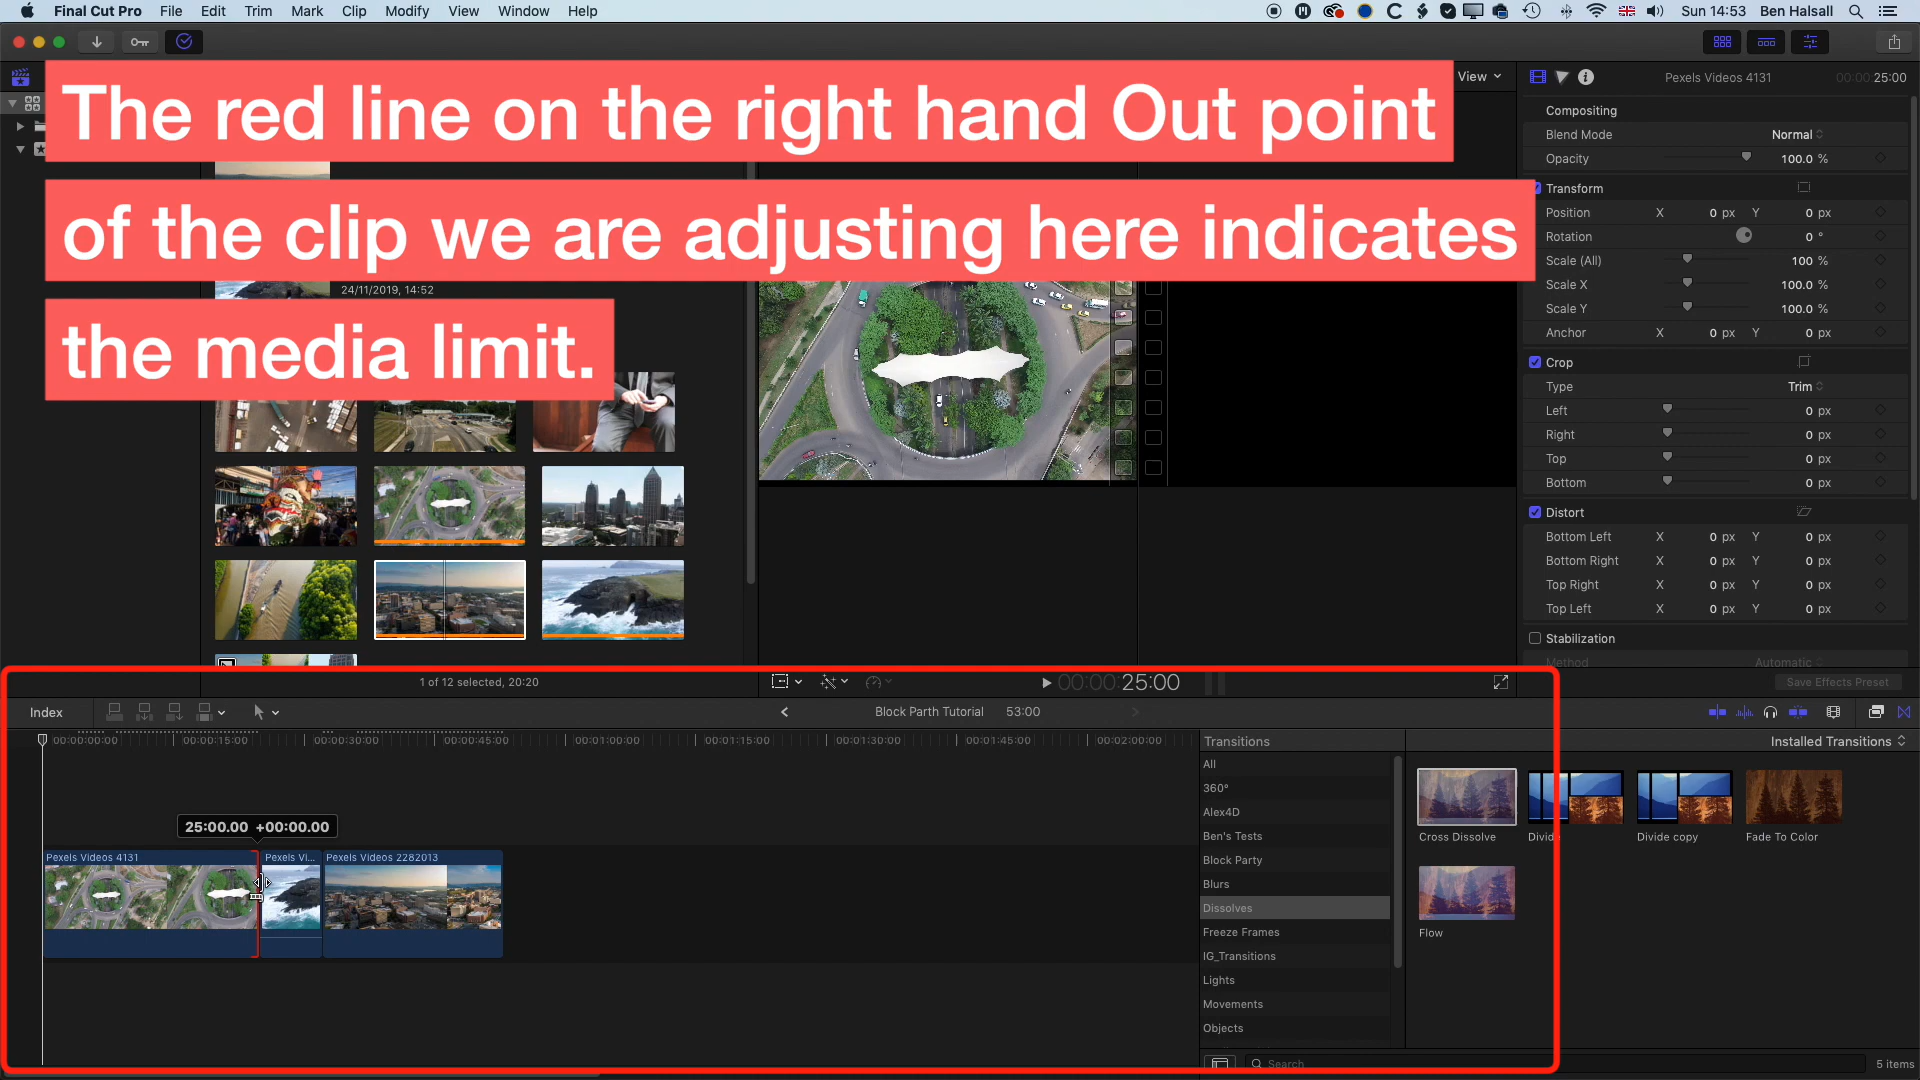 Final Cut Pro File Edit Trim Mark Clip Modify View Window Help Sun 14:53 Ben Halsall
View
Pexels Videos 4131 00:00:25:00
The red line on the right hand Out point
of the clip we are adjusting here indicates
the media limit.
24/11/2019, 14:52
Compositing
Blend Mode Normal
Opacity 100.0 %
Transform
Position X 0 px Y 0 px
Rotation 0 °
Scale (All) 100 %
Scale X 100.0 %
Scale Y 100.0 %
Anchor X 0 px Y 0 px
Crop
Type Trim
Left 0 px
Right 0 px
Top 0 px
Bottom 0 px
Distort
Bottom Left X 0 px Y 0 px
Bottom Right X 0 px Y 0 px
Top Right X 0 px Y 0 px
Top Left X 0 px Y 0 px
Stabilization
Method Automatic
1 of 12 selected, 20:20
00:00:25:00
Save Effects Preset
Index
Block Parth Tutorial 53:00
00:00:00:00 00:00:15:00 00:00:30:00 00:00:45:00 00:01:00:00 00:01:15:00 00:01:30:00 00:01:45:00 00:02:00:00
25:00.00 +00:00.00
Pexels Videos 4131 Pexels Vi... Pexels Videos 2282013
Transitions
Installed Transitions
All
360°
Alex4D
Ben's Tests
Block Party
Blurs
Dissolves
Freeze Frames
IG_Transitions
Lights
Movements
Objects
Cross Dissolve Divide Divide copy Fade To Color
Flow
Search
5 items